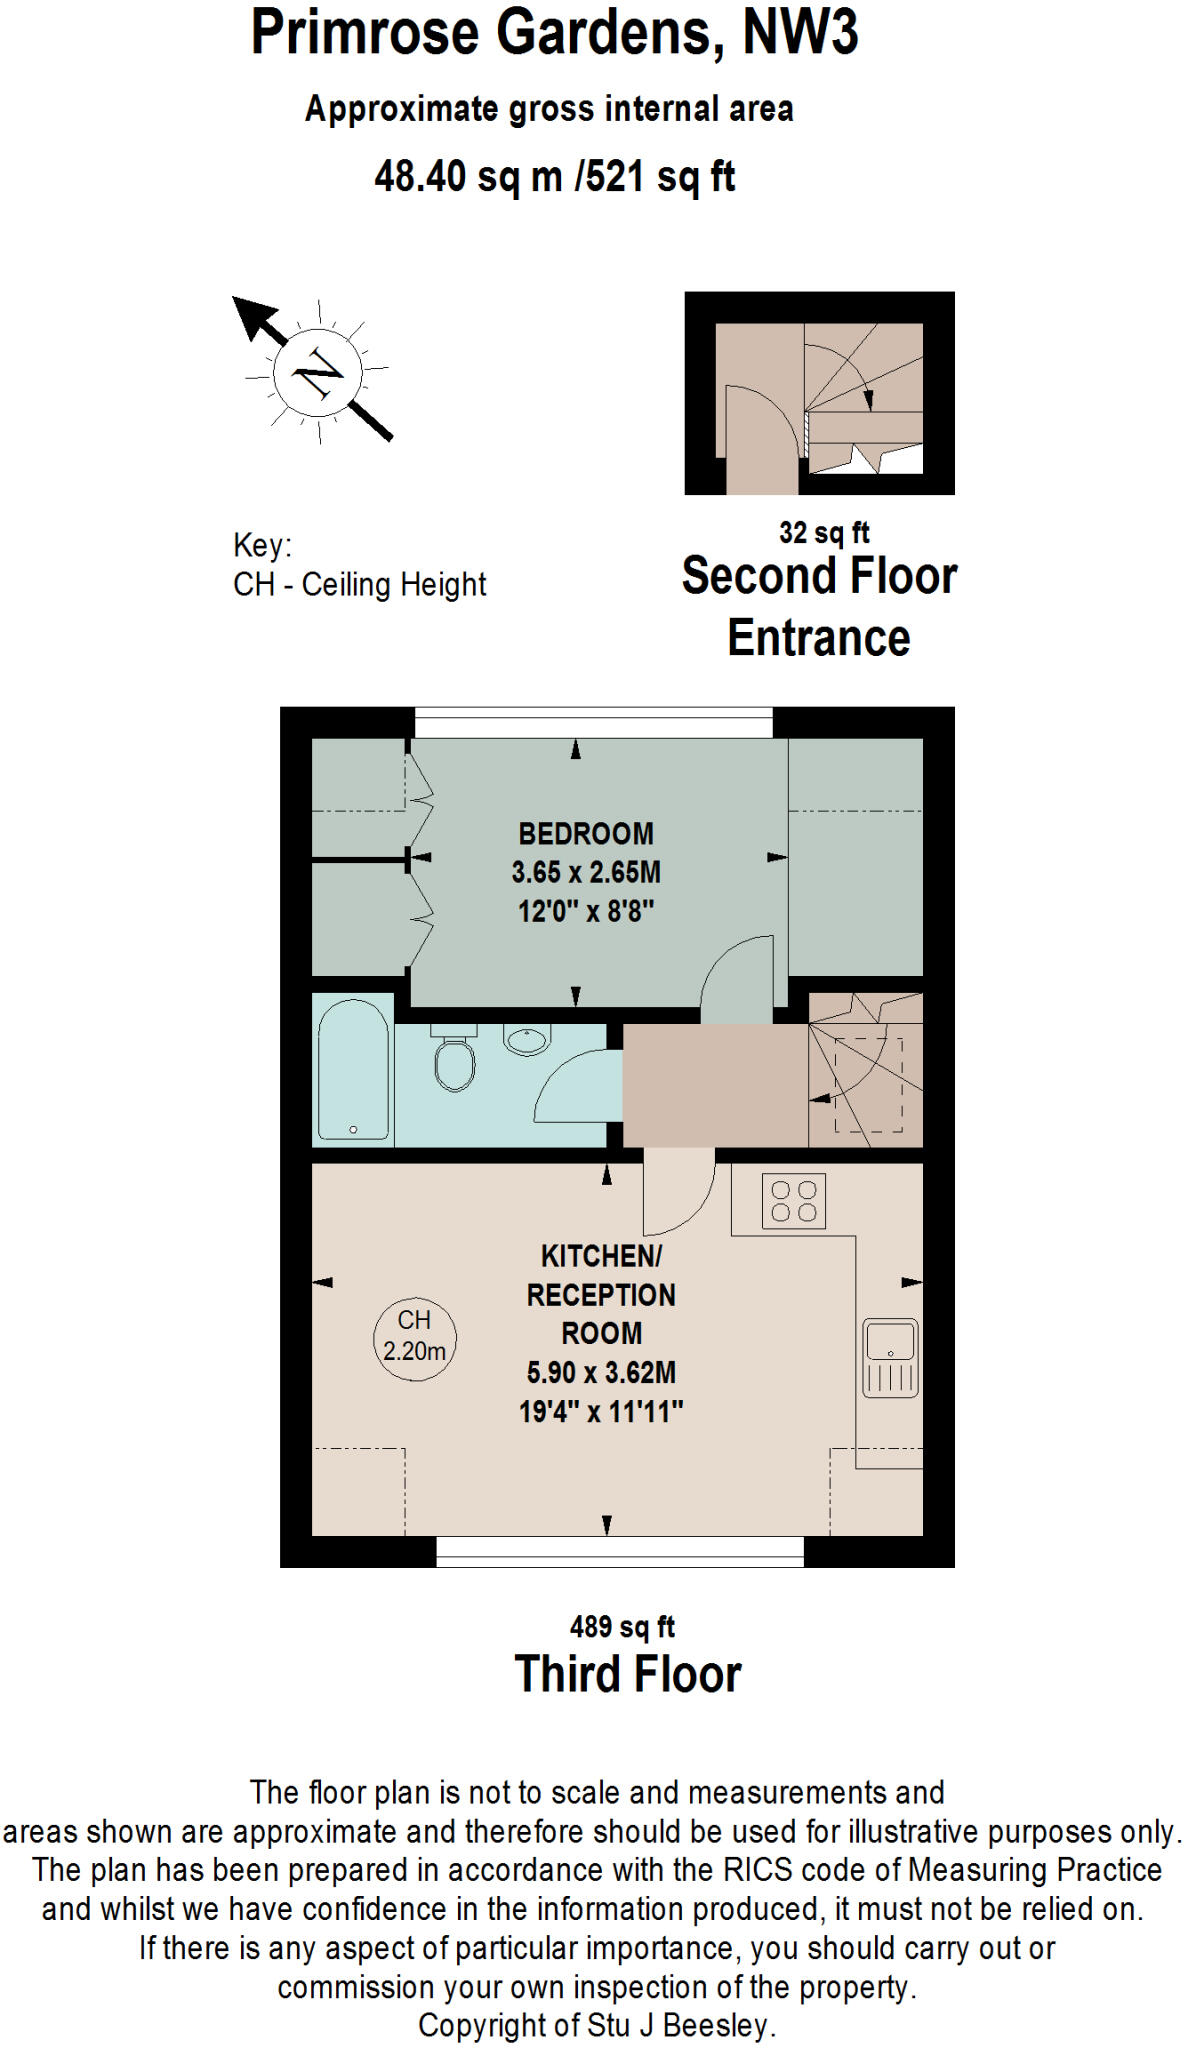 Primrose Gardens, NW3
Approximate gross internal area
48.40 sq m /521 sq ft
N
Key:
CH - Ceiling Height
32 sq ft
Second Floor
Entrance
BEDROOM
3.65 x 2.65M
12'0" x 8'8"
KITCHEN/
RECEPTION
ROOM
5.90 x 3.62M
19'4" x 11'11"
CH
2.20m
489 sq ft
Third Floor
The floor plan is not to scale and measurements and
areas shown are approximate and therefore should be used for illustrative purposes only.
The plan has been prepared in accordance with the RICS code of Measuring Practice
and whilst we have confidence in the information produced, it must not be relied on.
If there is any aspect of particular importance, you should carry out or
commission your own inspection of the property.
Copyright of Stu J Beesley.